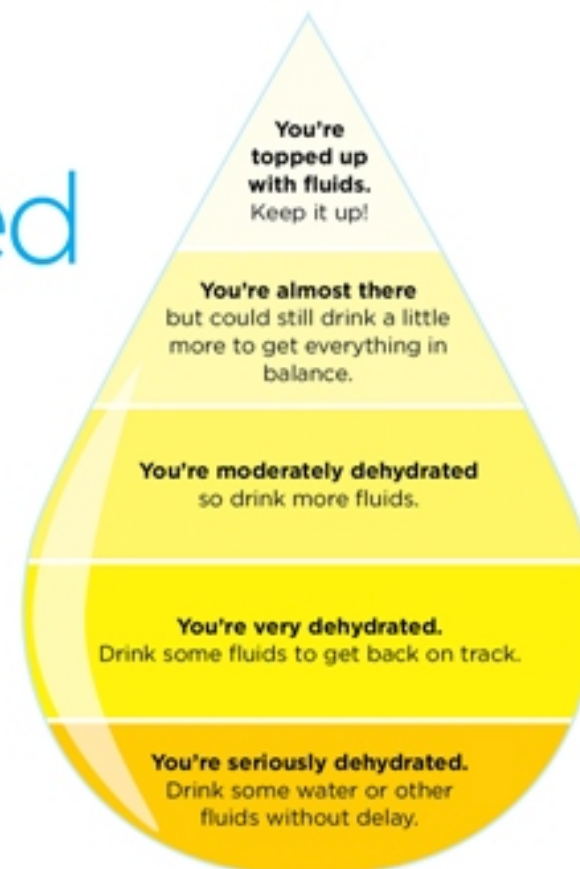 ed
You're
topped up
with fluids.
Keep it up!
You're almost there
but could still drink a little
more to get everything in
balance.
You're moderately dehydrated
so drink more fluids.
You're very dehydrated.
Drink some fluids to get back on track.
You're seriously dehydrated.
Drink some water or other
fluids without delay.